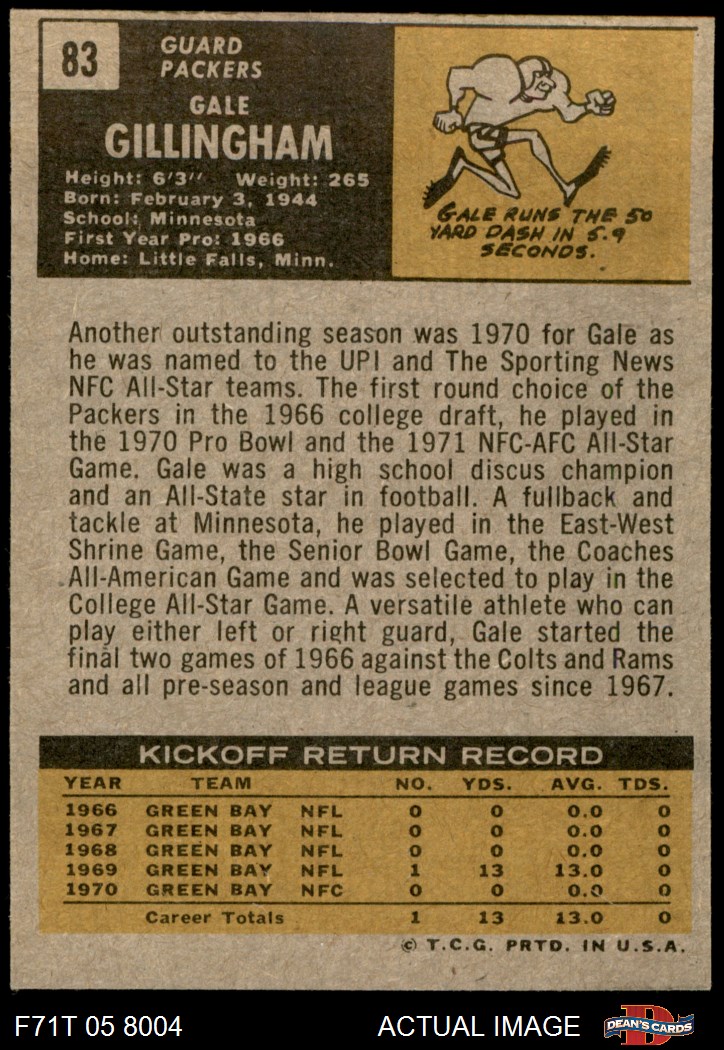 83
GUARD
PACKERS
GALE
GILLINGHAM
Height: 6'3" Weight: 265
Born: February 3, 1944
School: Minnesota
First Year Pro: 1966
Home: Little Falls, Minn.
GALE RUNS THE 50
YARD DASH IN 5.9
SECONDS.
Another outstanding season was 1970 for Gale as
he was named to the UPI and The Sporting News
NFC All-Star teams. The first round choice of the
Packers in the 1966 college draft, he played in
the 1970 Pro Bowl and the 1971 NFC-AFC All-Star
Game. Gale was a high school discus champion
and an All-State star in football. A fullback and
tackle at Minnesota, he played in the East-West
Shrine Game, the Senior Bowl Game, the Coaches
All-American Game and was selected to play in the
College All-Star Game. A versatile athlete who can
play either left or right guard, Gale started the
final two games of 1966 against the Colts and Rams
and all pre-season and league games since 1967.
KICKOFF RETURN RECORD
YEAR TEAM NO. YDS. AVG. TDS.
1966 GREEN BAY NFL 0 0 0.0 0
1967 GREEN BAY NFL 0 0 0.0 0
1968 GREEN BAY NFL 0 0 0.0 0
1969 GREEN BAY NFL 1 13 13.0 0
1970 GREEN BAY NFC 0 0 0.0 0
Career Totals 1 13 13.0 0
© T.C.G. PRTD. IN U.S.A.
F71T 05 8004 ACTUAL IMAGE
D
DEAN'S CARDS